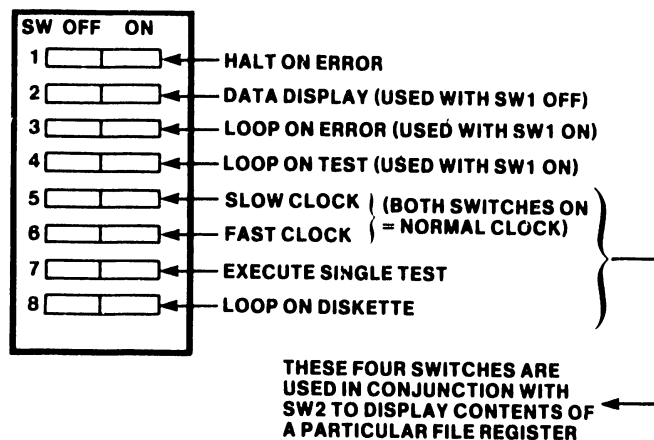 SW OFF ON
1 HALT ON ERROR
2 DATA DISPLAY (USED WITH SW1 OFF)
3 LOOP ON ERROR (USED WITH SW1 ON)
4 LOOP ON TEST (USED WITH SW1 ON)
5 SLOW CLOCK (BOTH SWITCHES ON
6 FAST CLOCK = NORMAL CLOCK)
7 EXECUTE SINGLE TEST
8 LOOP ON DISKETTE
THESE FOUR SWITCHES ARE
USED IN CONJUNCTION WITH
SW2 TO DISPLAY CONTENTS OF
A PARTICULAR FILE REGISTER